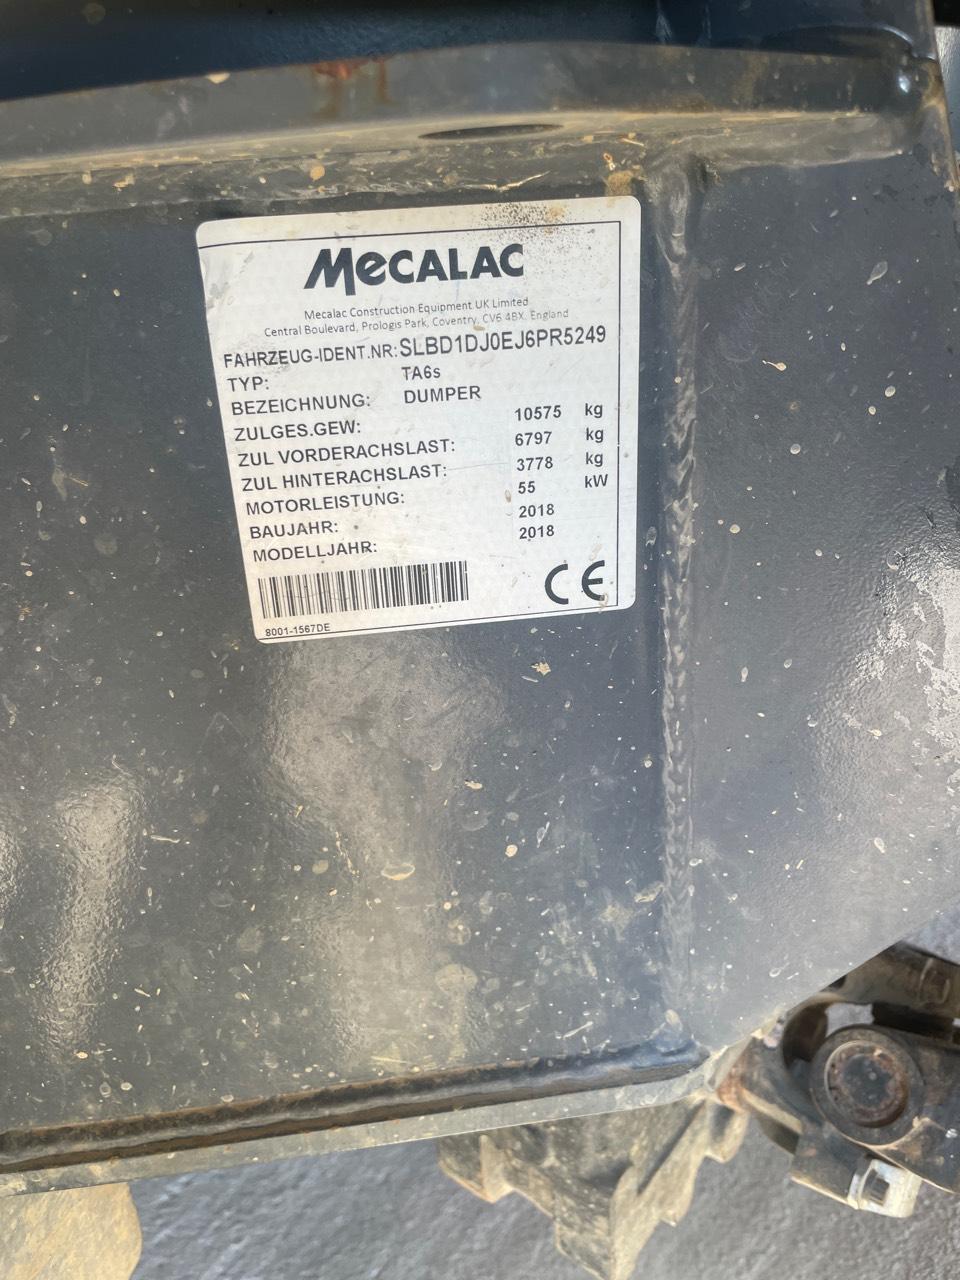 MECALAC
Mecalac Construction Equipment UK Limited
Central Boulevard, Prologis Park, Coventry, CV6 4BX. England
FAHRZEUG-IDENT.NR: SLBD1DJ0EJ6PR5249
TYP: TA6s
BEZEICHNUNG: DUMPER
ZULGES.GEW: 10575 kg
ZUL VORDERACHSLAST: 6797 kg
ZUL HINTERACHSLAST: 3778 kg
MOTORLEISTUNG: 55 kW
BAUJAHR: 2018
MODELLJAHR: 2018
CE
8001-1567DE